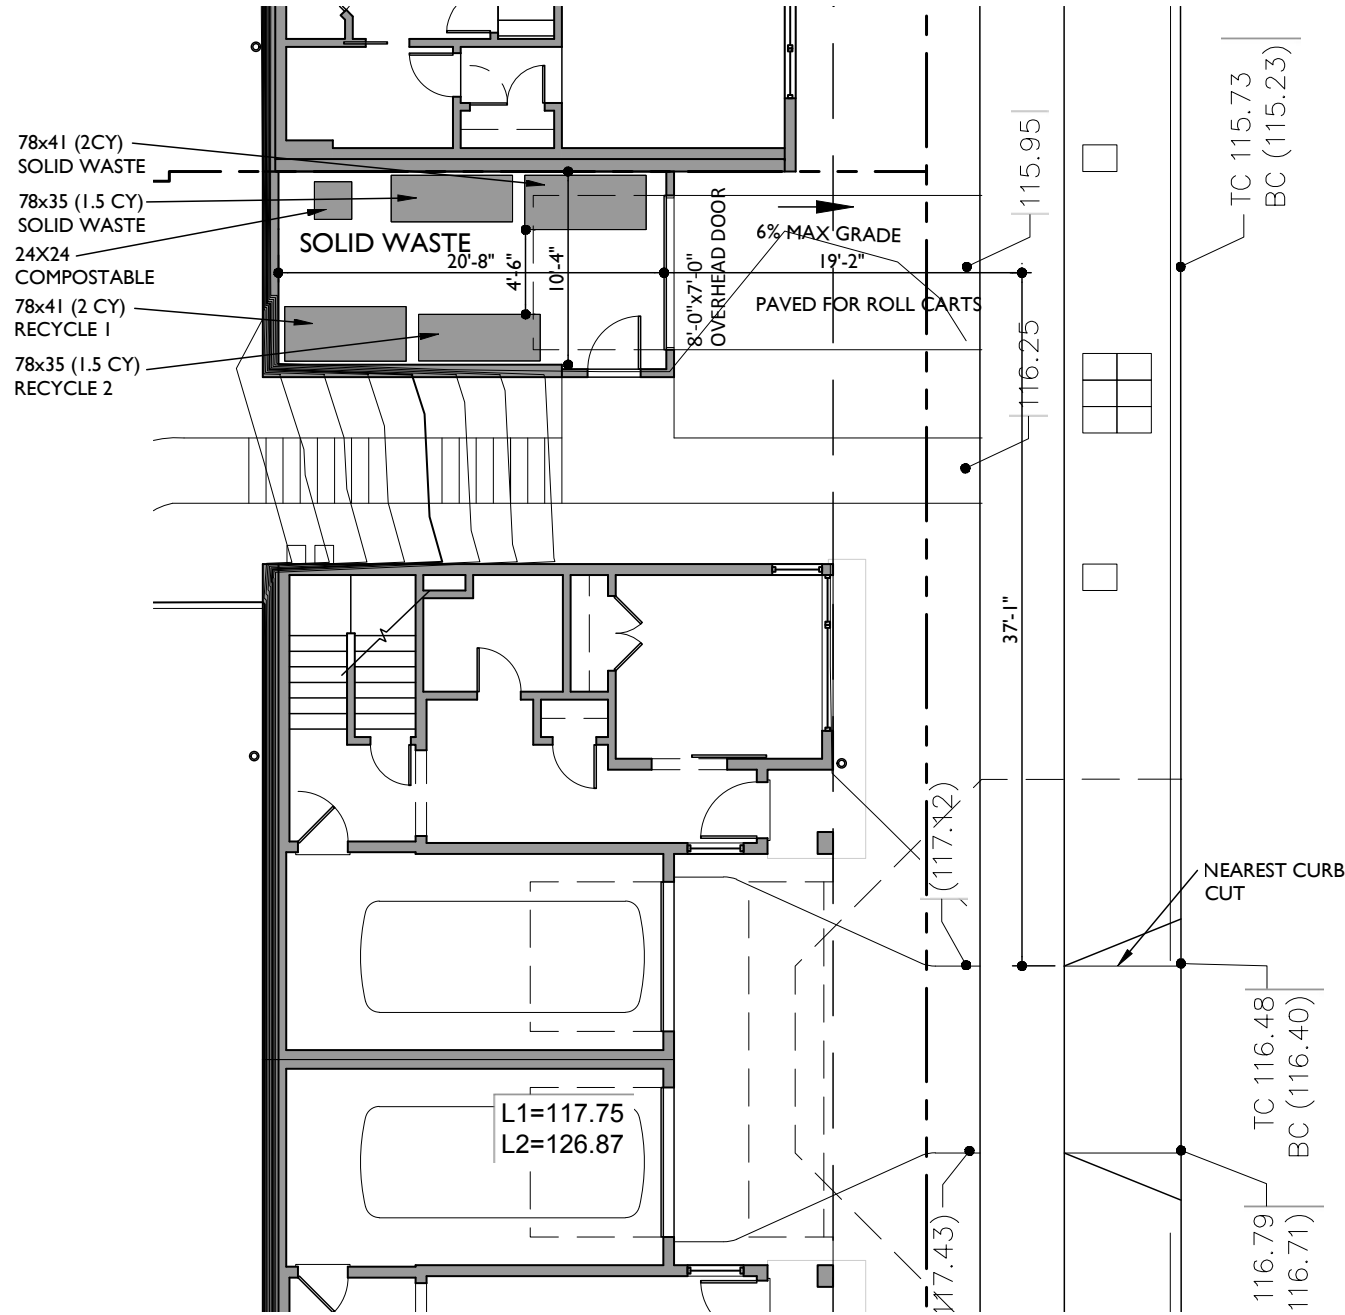 78x41 (2CY)
SOLID WASTE
78x35 (1.5 CY)
SOLID WASTE
24X24
COMPOSTABLE
78x41 (2 CY)
RECYCLE 1
78x35 (1.5 CY)
RECYCLE 2
SOLID WASTE
20'-8"
4'-6"
10'-4"
8'-0"x7'-0"
OVERHEAD DOOR
6% MAX GRADE
19'-2"
PAVED FOR ROLL CARTS
115.95
116.25
TC 115.73
BC (115.23)
37'-1"
(117.12)
NEAREST CURB
CUT
TC 116.48
BC (116.40)
L1=117.75
L2=126.87
17.43)
116.79
116.71)